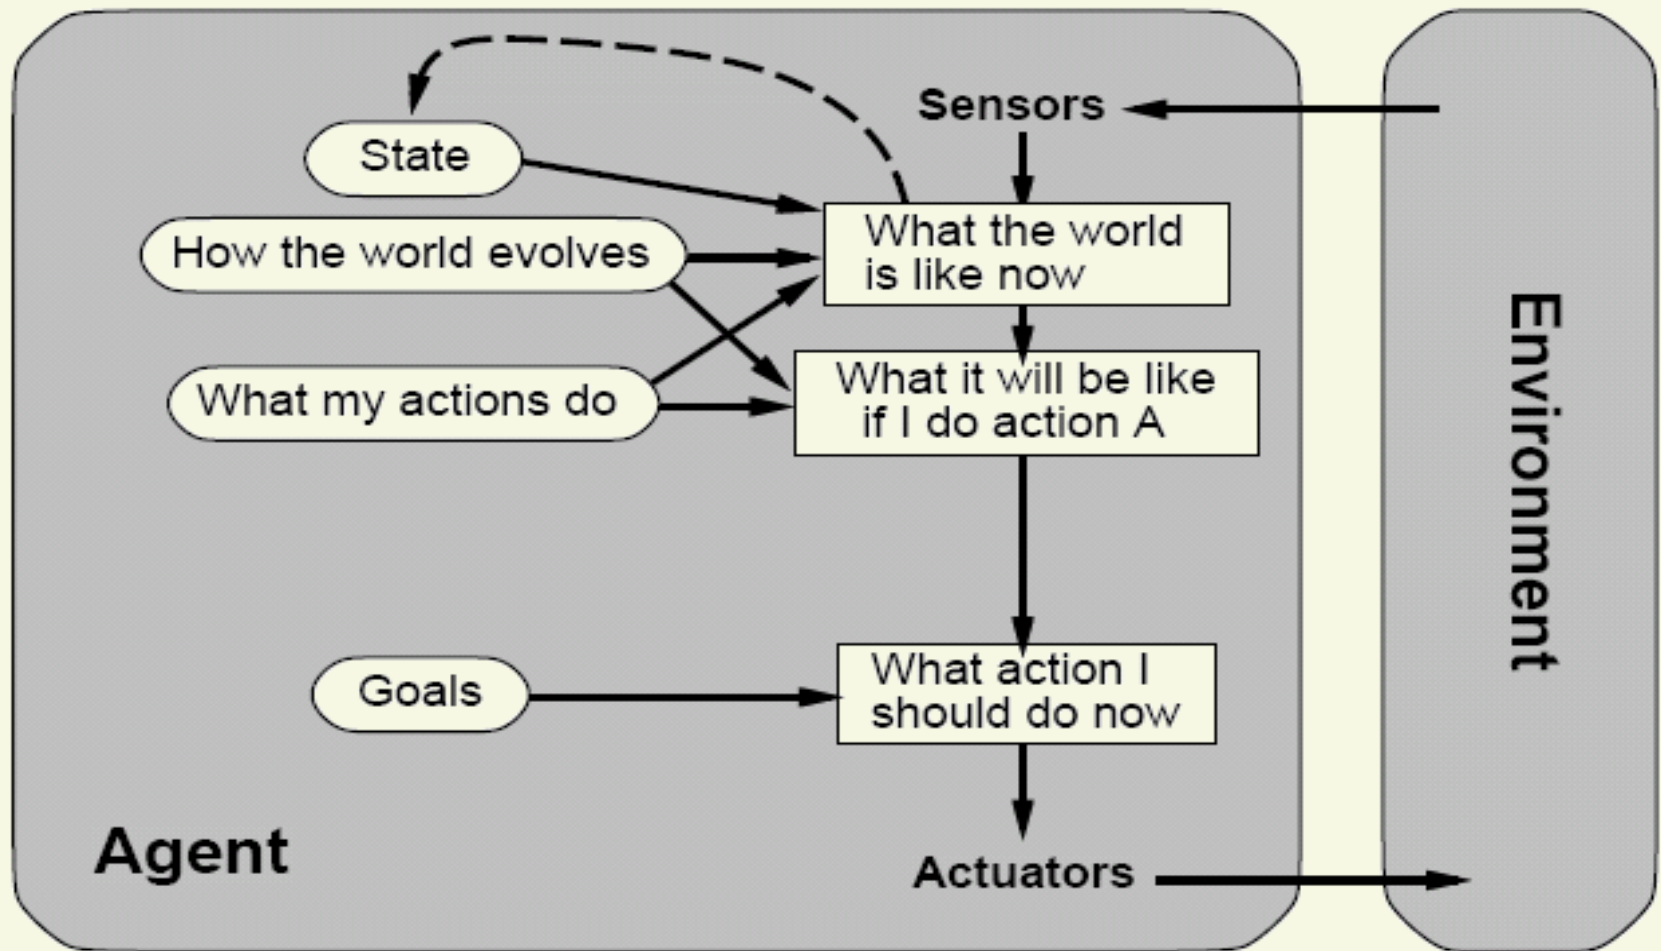 Sensors
State
What the world
is like now
How the world evolves
What it will be like
if I do action A
What my actions do
Environment
Goals
What action I
should do now
Agent
Actuators